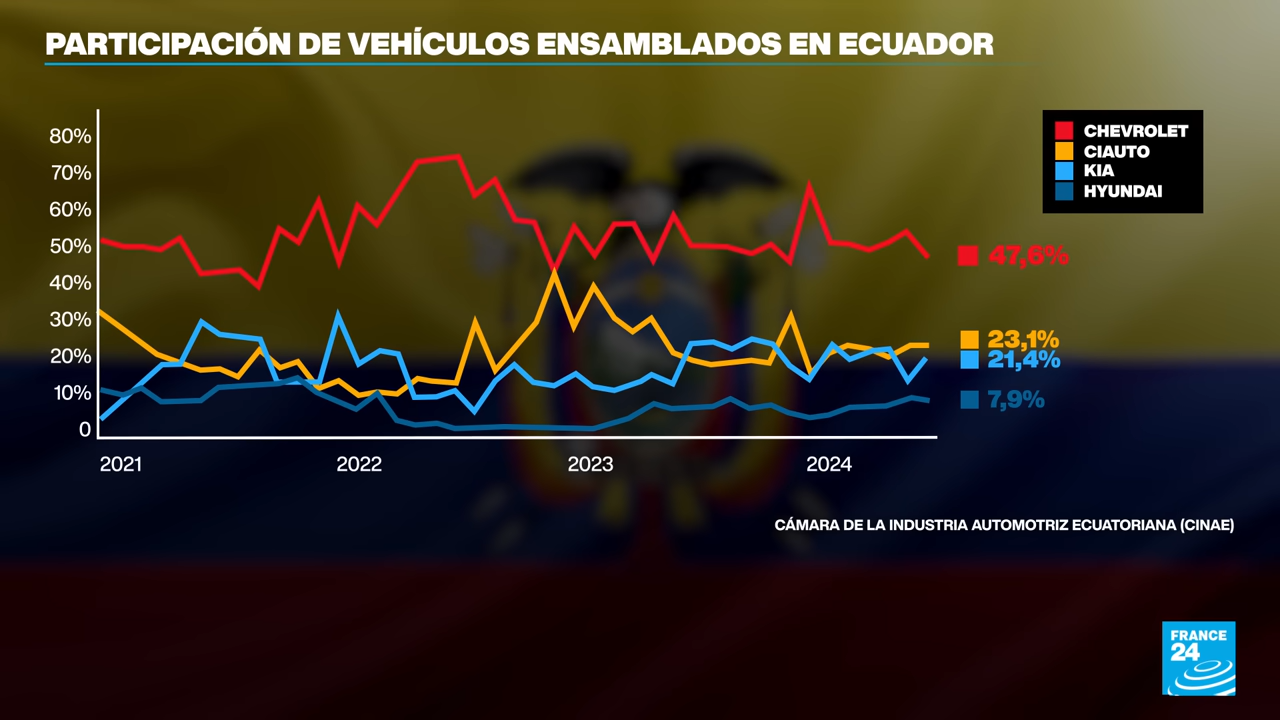 PARTICIPACIÓN DE VEHÍCULOS ENSAMBLADOS EN ECUADOR
80%
70%
60%
50%
40%
30%
20%
10%
0
2021
2022
2023
2024
CHEVROLET
CIAUTO
KIA
HYUNDAI
47,6%
23,1%
21,4%
7,9%
CÁMARA DE LA INDUSTRIA AUTOMOTRIZ ECUATORIANA (CINAE)
FRANCE
24